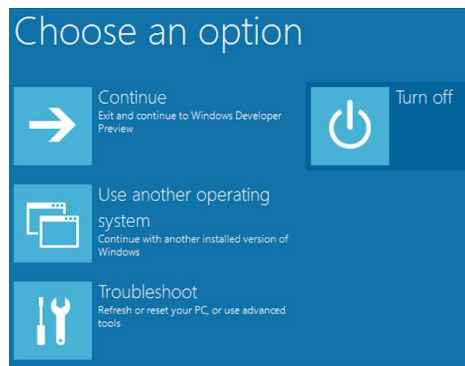 Choose an option
Continue
Exit and continue to Windows Developer
Preview
Turn off
Use another operating
system
Continue with another installed version of
Windows
Troubleshoot
Refresh or reset your PC, or use advanced
tools